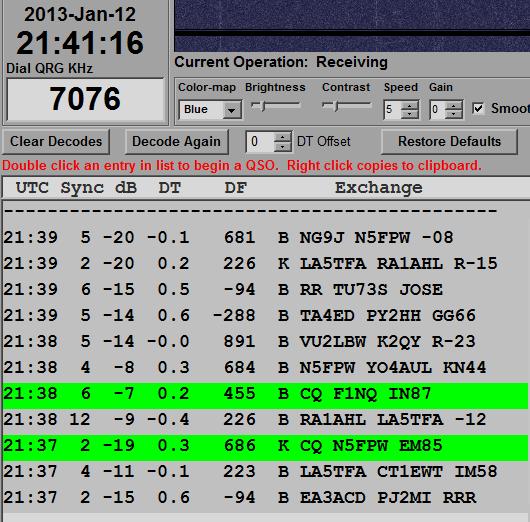 2013-Jan-12
21:41:16
Dial QRG KHz
7076
Current Operation: Receiving
Color-map Brightness Contrast Speed Gain
Blue 5 0 Smoot
Clear Decodes Decode Again 0 DT Offset Restore Defaults
Double click an entry in list to begin a QSO. Right click copies to clipboard.
UTC Sync dB DT DF Exchange
--------------------------------------------------
21:39 5 -20 -0.1 681 B NG9J N5FPW -08
21:39 2 -20 0.2 226 K LA5TFA RA1AHL R-15
21:39 6 -15 0.5 -94 B RR TU73S JOSE
21:39 5 -14 0.6 -288 B TA4ED PY2HH GG66
21:38 5 -14 -0.0 891 B VU2LBW K2QY R-23
21:38 4 -8 0.3 684 B N5FPW YO4AUL KN44
21:38 6 -7 0.2 455 B CQ F1NQ IN87
21:38 12 -9 -0.4 226 B RA1AHL LA5TFA -12
21:37 2 -19 0.3 686 K CQ N5FPW EM85
21:37 4 -11 -0.1 223 B LA5TFA CT1EWT IM58
21:37 2 -15 0.6 -94 B EA3ACD PJ2MI RRR